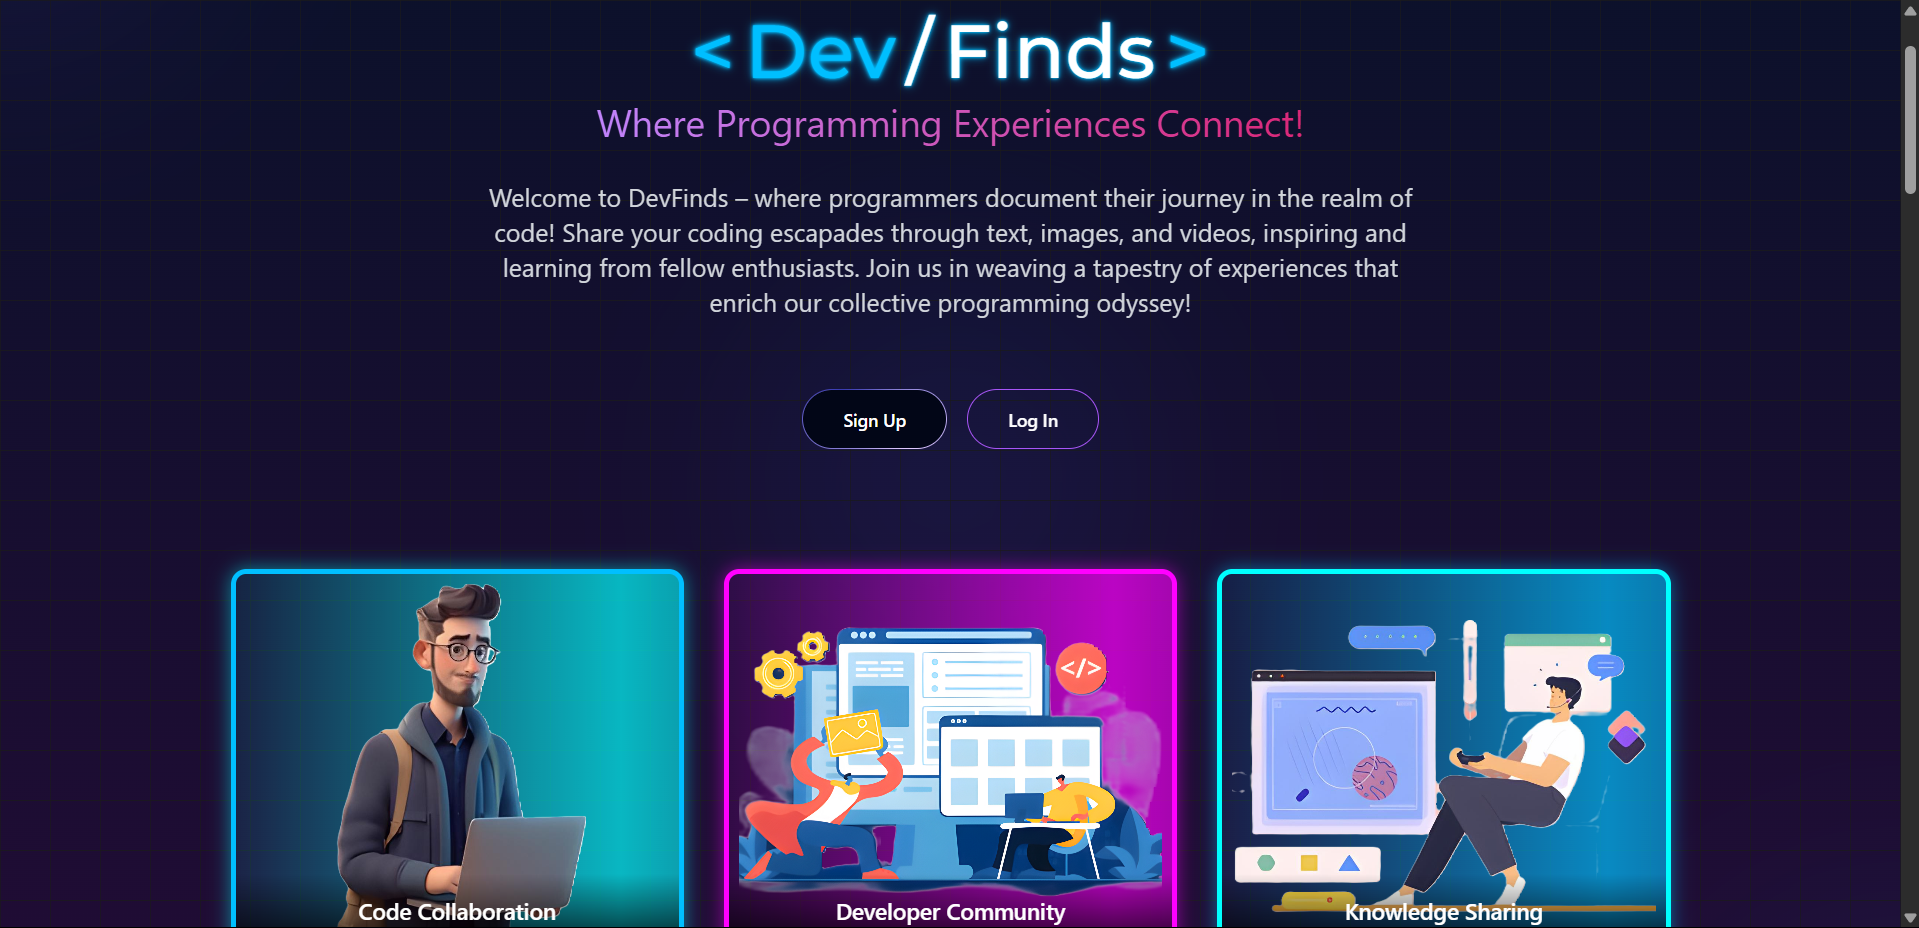 <Dev/Finds>
Where Programming Experiences Connect!
Welcome to DevFinds – where programmers document their journey in the realm of
code! Share your coding escapades through text, images, and videos, inspiring and
learning from fellow enthusiasts. Join us in weaving a tapestry of experiences that
enrich our collective programming odyssey!
Sign Up
Log In
</>
Code Collaboration
Developer Community
Knowledge Sharing